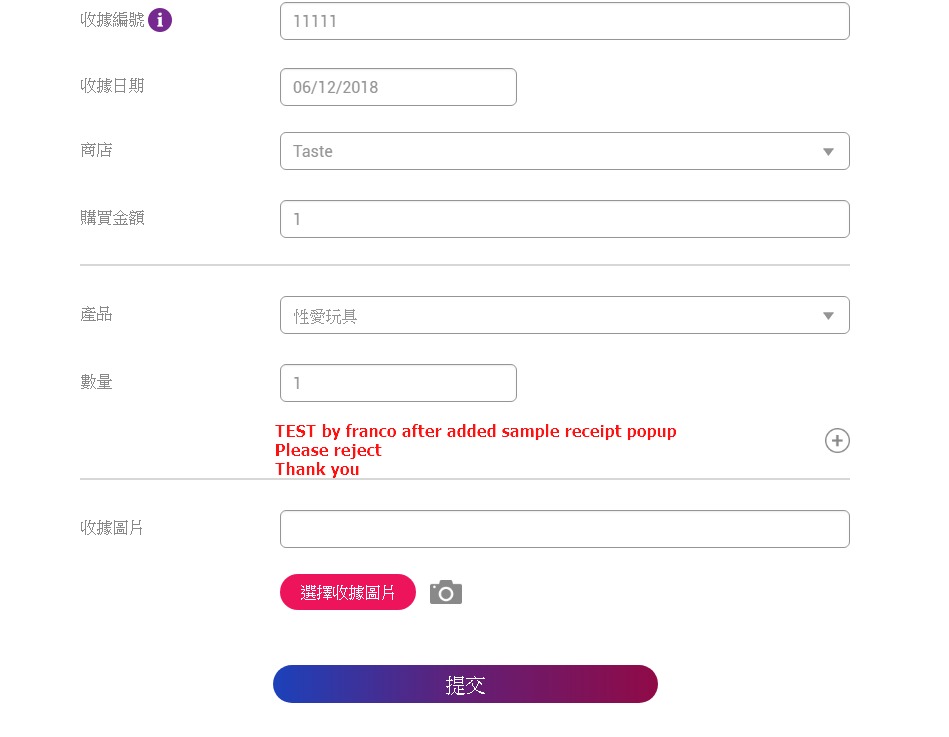 收據編號 i
11111
收據日期
06/12/2018
商店
Taste
購買金額
1
產品
性愛玩具
數量
1
TEST by franco after added sample receipt popup
Please reject
Thank you
收據圖片
選擇收據圖片
提交